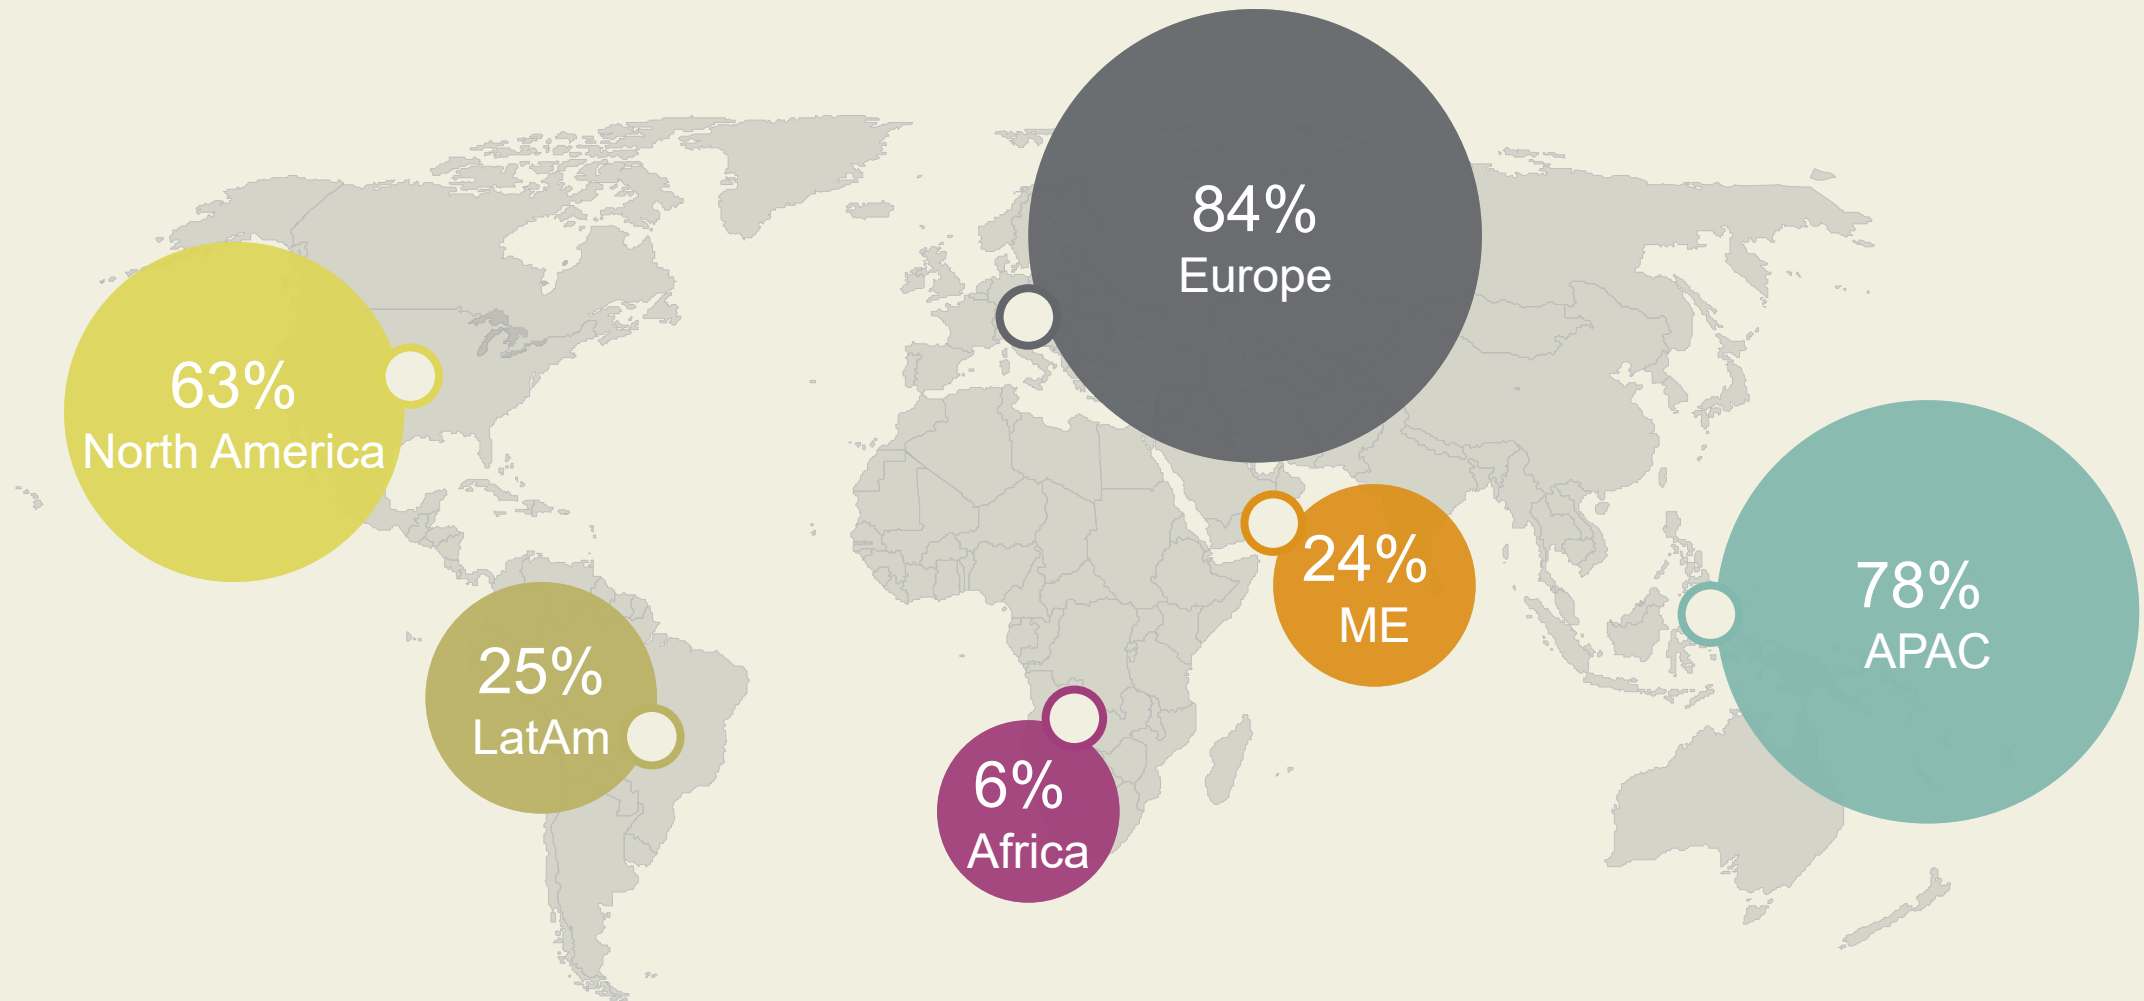 84%
Europe
63%
North America
24%
ME
78%
APAC
25%
LatAm
6%
Africa